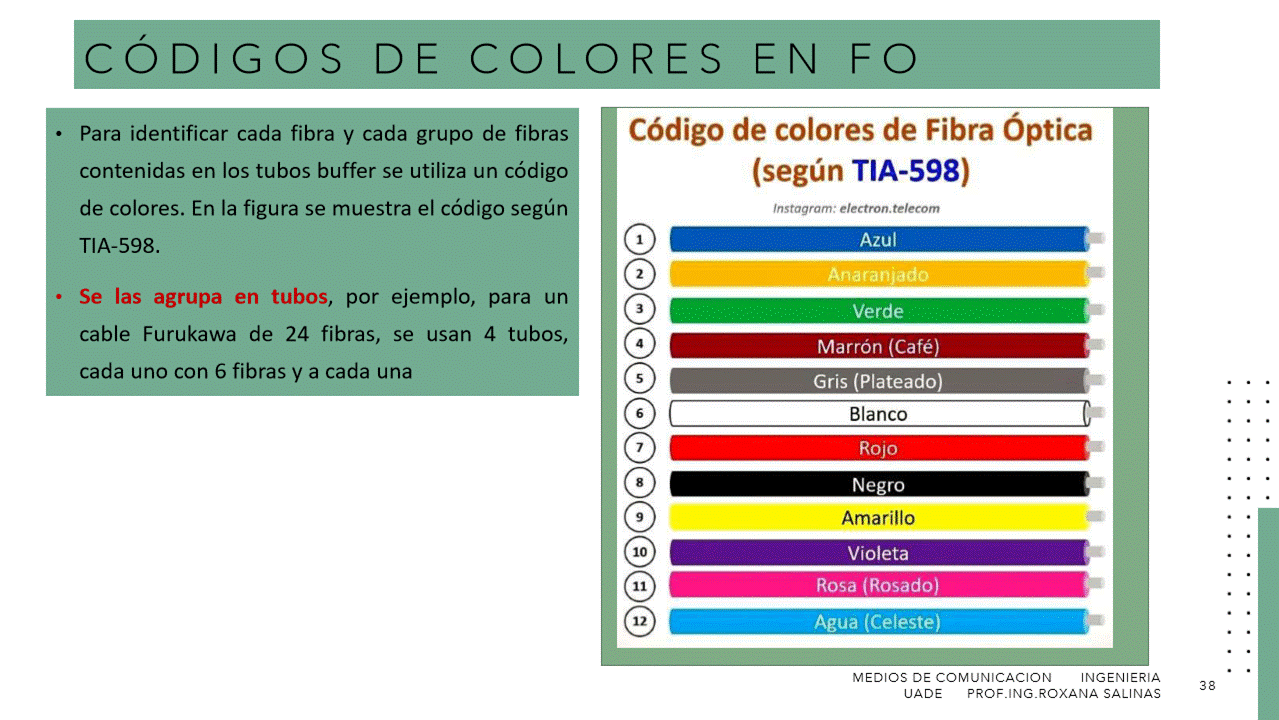 CÓDIGOS DE COLORES EN FO
• Para identificar cada fibra y cada grupo de fibras
contenidas en los tubos buffer se utiliza un código
de colores. En la figura se muestra el código según
TIA-598.
• Se las agrupa en tubos, por ejemplo, para un
cable Furukawa de 24 fibras, se usan 4 tubos,
cada uno con 6 fibras y a cada una
Código de colores de Fibra Óptica
(según TIA-598)
Instagram: electron.telecom
1 Azul
2 Anaranjado
3 Verde
4 Marrón (Café)
5 Gris (Plateado)
6 Blanco
7 Rojo
8 Negro
9 Amarillo
10 Violeta
11 Rosa (Rosado)
12 Agua (Celeste)
MEDIOS DE COMUNICACION INGENIERIA
UADE PROF.ING.ROXANA SALINAS
38